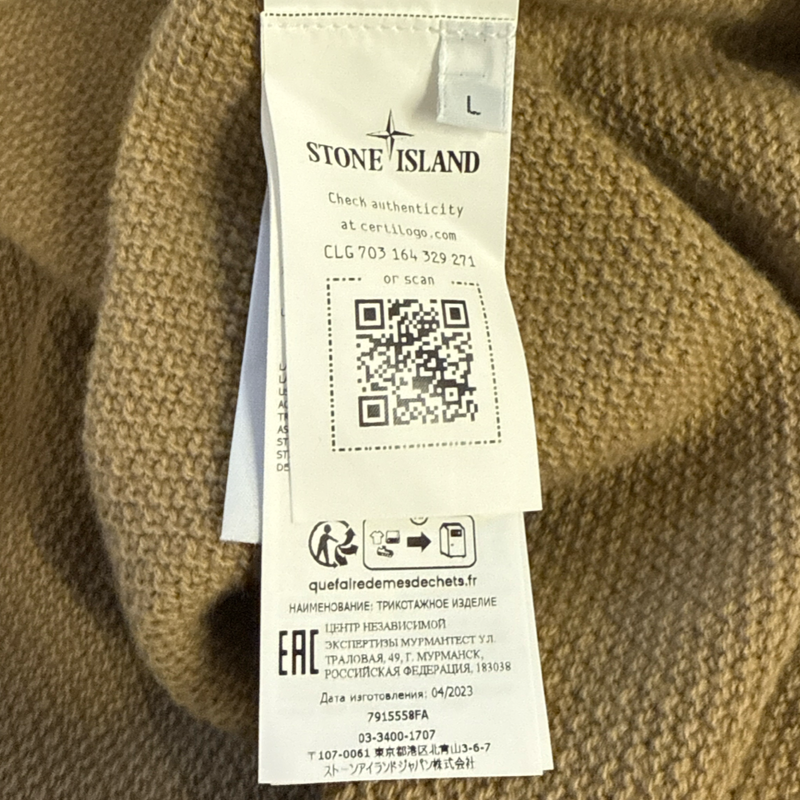 L
STONE ISLAND
Check authenticity
at certilogo.com
CLG 703 164 329 271
or scan
quefairedemesdechets.fr
НАИМЕНОВАНИЕ: ТРИКОТАЖНОЕ ИЗДЕЛИЕ
EAC
ЦЕНТР НЕЗАВИСИМОЙ
ЭКСПЕРТИЗЫ МУРМАНТЕСТ УЛ.
ТРАЛОВАЯ, 49, Г. МУРМАНСК,
РОССИЙСКАЯ ФЕДЕРАЦИЯ, 183038
Дата изготовления: 04/2023
7915558FA
03-3400-1707
〒107-0061 東京都港区北青山3-6-7
ストーンアイランドジャパン株式会社